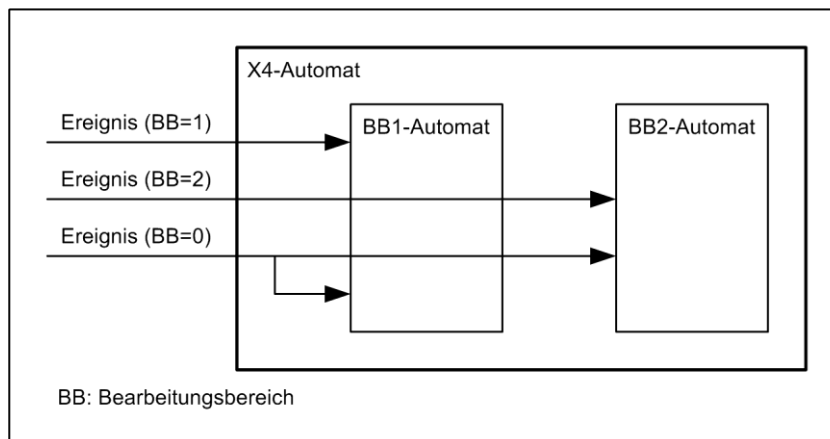 X4-Automat
BB1-Automat
BB2-Automat
Ereignis (BB=1)
Ereignis (BB=2)
Ereignis (BB=0)
BB: Bearbeitungsbereich